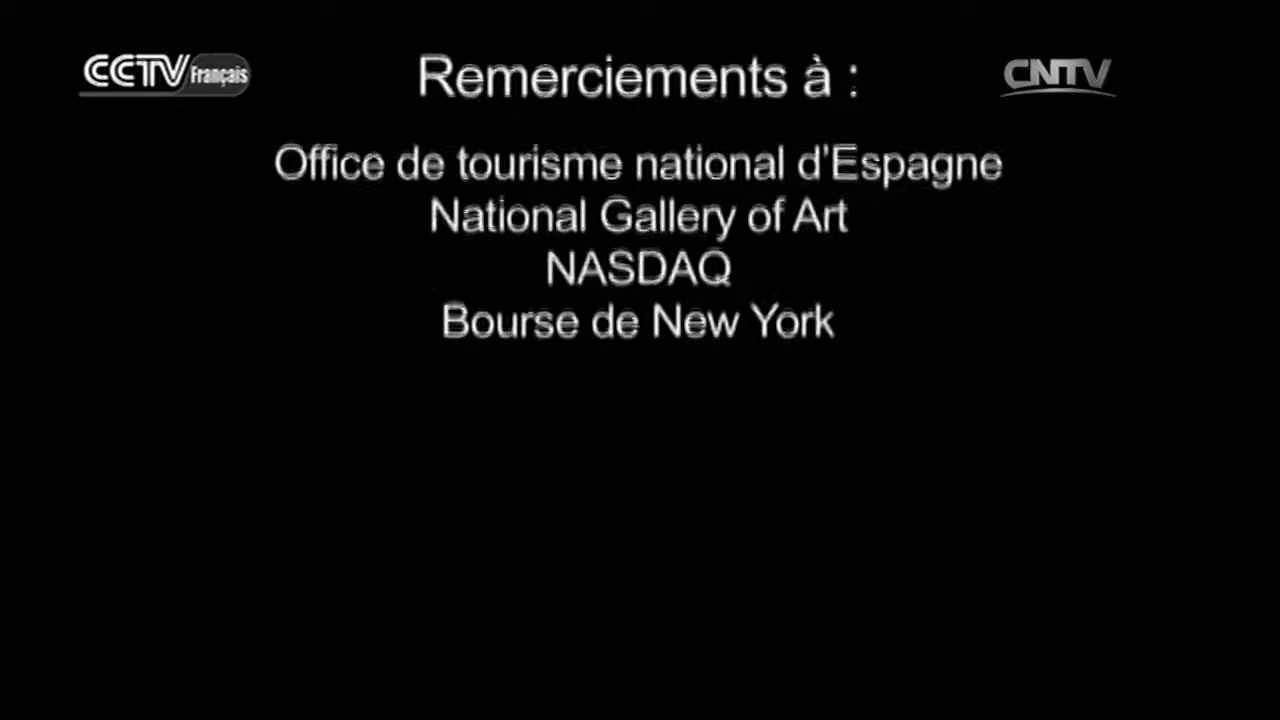 CCTV Français
Remerciements à :
CNTV
Office de tourisme national d'Espagne
National Gallery of Art
NASDAQ
Bourse de New York